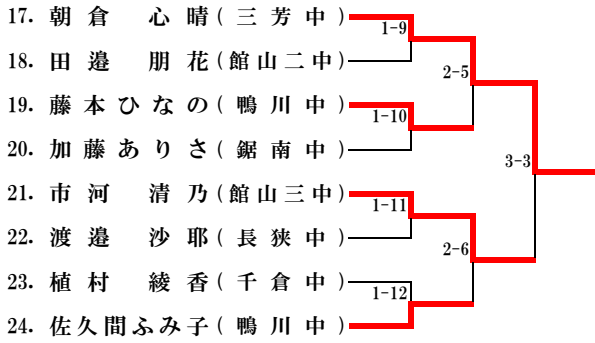 17. 朝倉 心晴(三芳中)
1-9
18. 田邉 朋花(館山二中)
2-5
19. 藤本ひなの(鴨川中)
1-10
20. 加藤ありさ(鋸南中)
3-3
21. 市河 清乃(館山三中)
1-11
22. 渡邉 沙耶(長狭中)
2-6
23. 植村 綾香(千倉中)
1-12
24. 佐久間ふみ子(鴨川中)